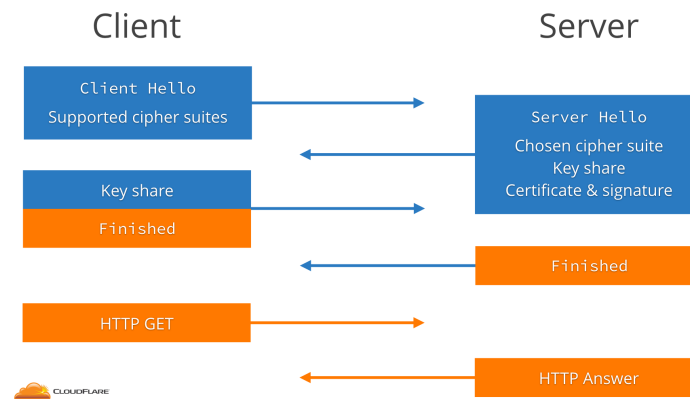 Client
Server
Client Hello
Supported cipher suites
Server Hello
Chosen cipher suite
Key share
Certificate & signature
Key share
Finished
Finished
HTTP GET
HTTP Answer
CLOUDFLARE